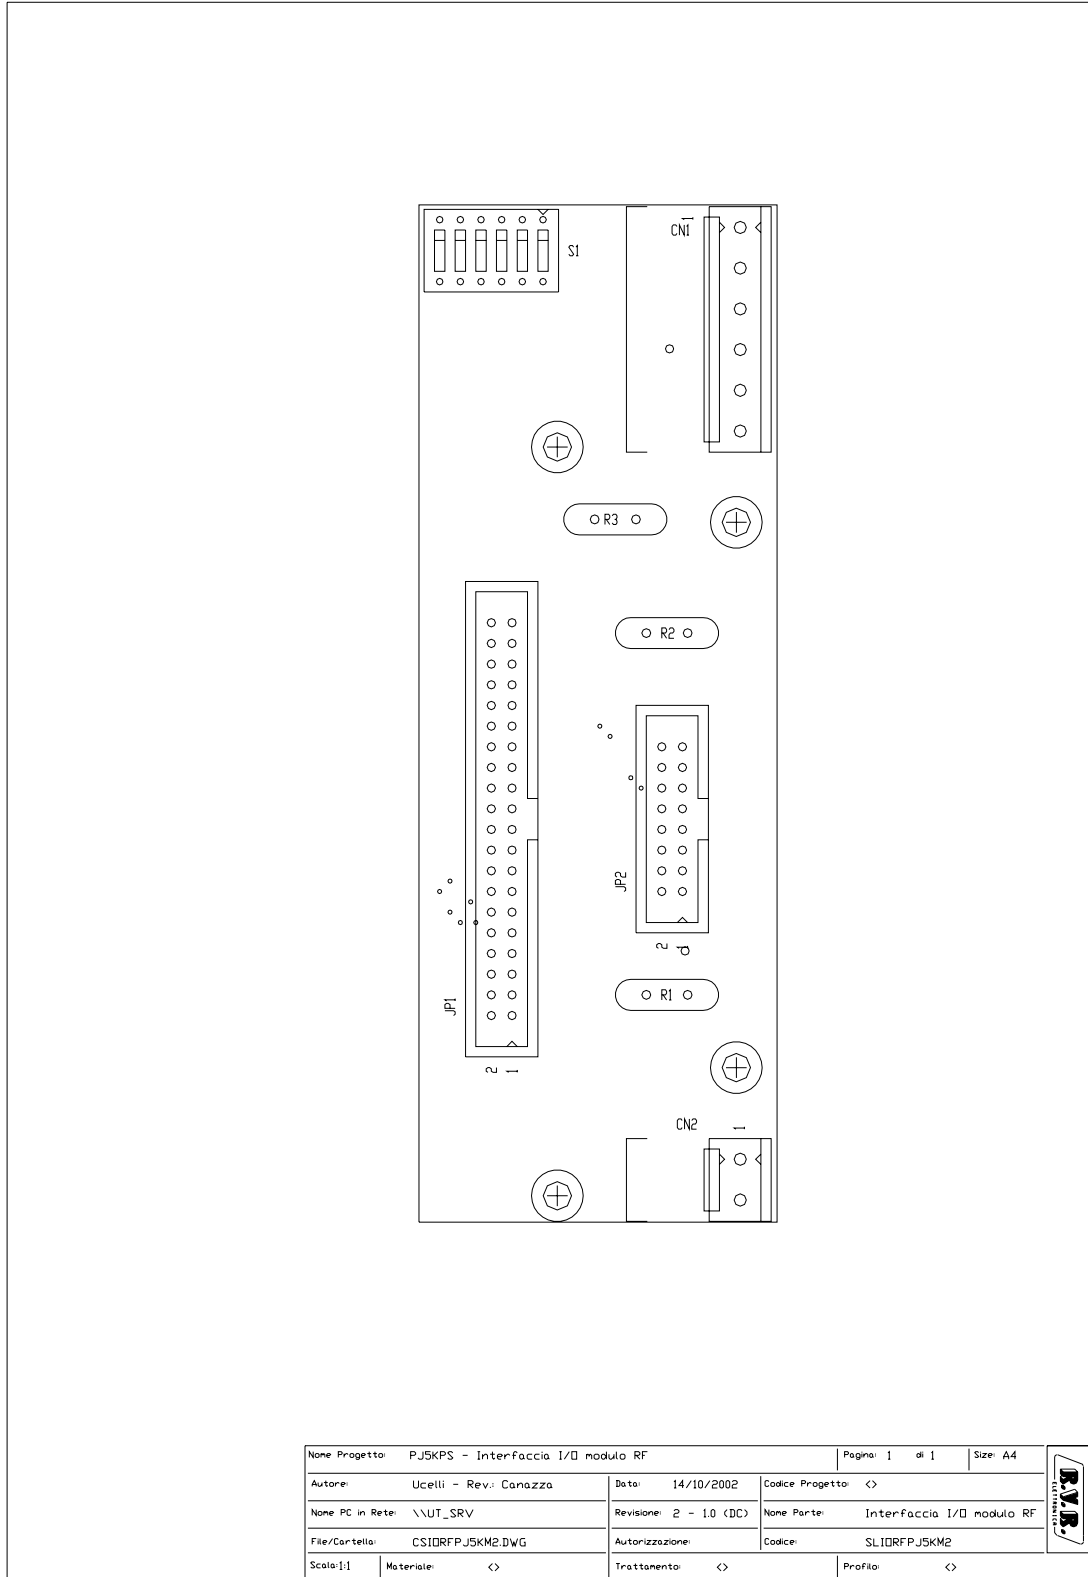 S1
CN1
1
R3
R2
JP2
2 1
R1
JP1
2 1
CN2
1
Nome Progetto: PJ5KPS - Interfaccia I/O modulo RF
Pagina: 1 di 1
Size: A4
Autore: Ucelli - Rev.: Canazza
Data: 14/10/2002
Codice Progetto: <>
Nome PC in Rete: \\UT_SRV
Revisione: 2 - 1.0 (DC)
Nome Parte: Interfaccia I/O modulo RF
File/Cartella: CSIORFPJ5KM2.DWG
Autorizzazione:
Codice: SLIORFPJ5KM2
Scala:1:1
Materiale: <>
Trattamento: <>
Profilo: <>
R.V.R.
ELETTRONICA